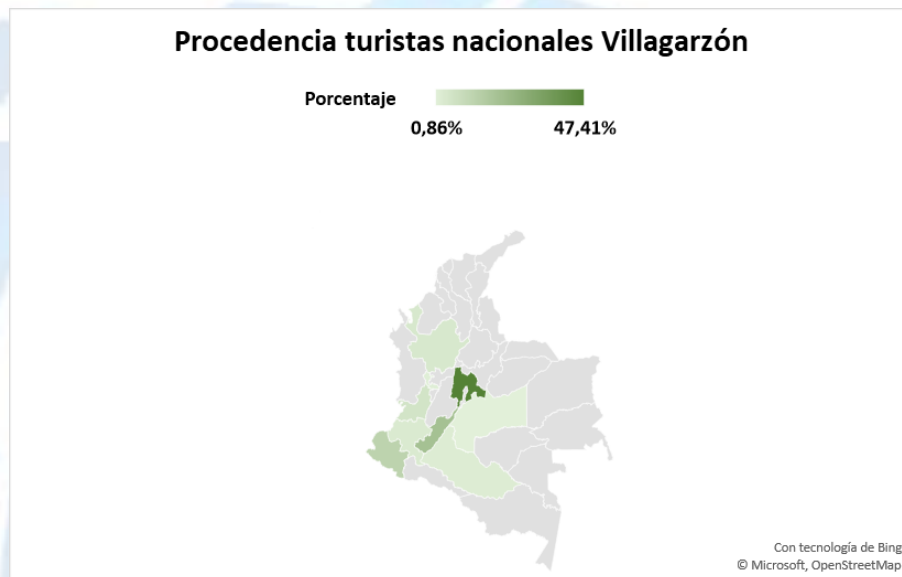 Procedencia turistas nacionales Villagarzón
Porcentaje
0,86% 47,41%
Con tecnología de Bing
© Microsoft, OpenStreetMap